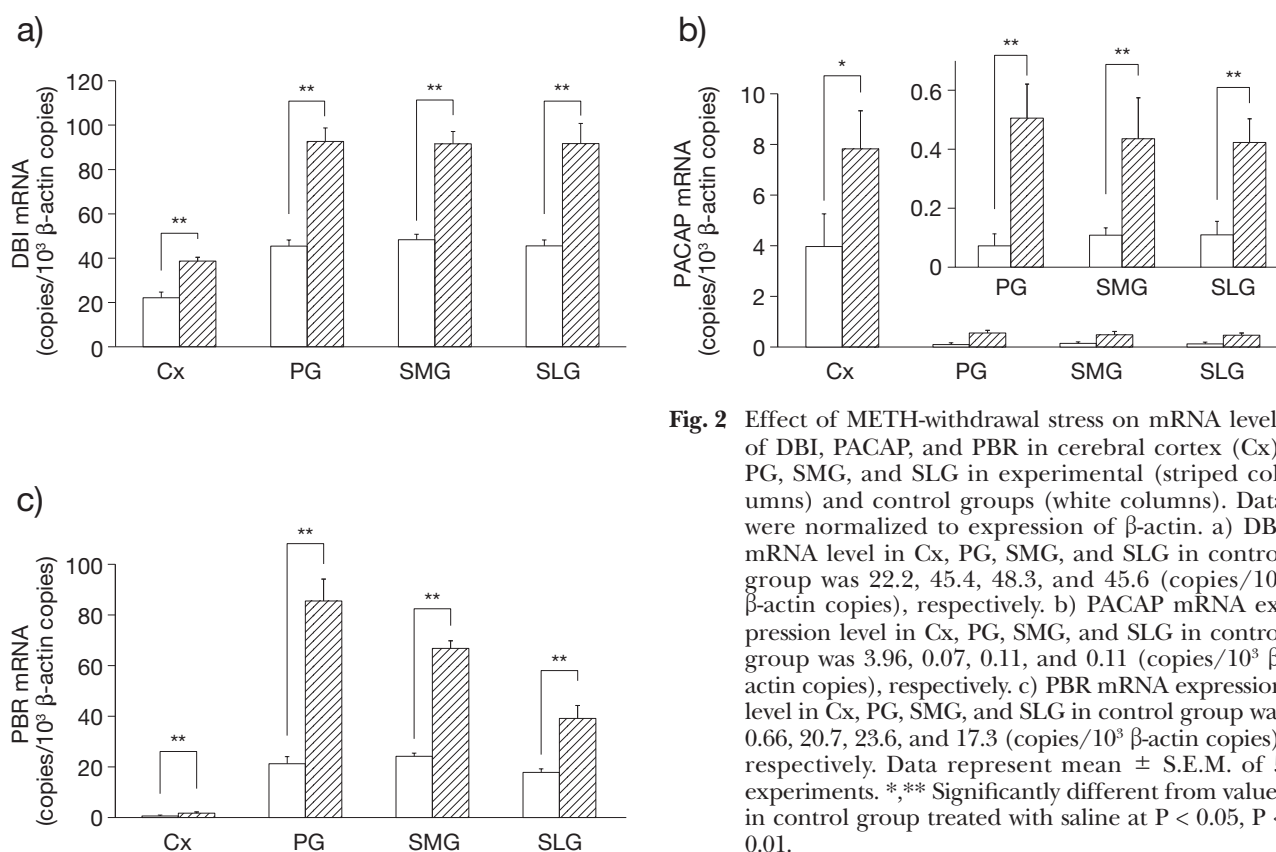 a)
DBI mRNA
(copies/10³ β-actin copies)
120
100
80
60
40
20
0
**
**
**
**
Cx PG SMG SLG
b)
PACAP mRNA
(copies/10³ β-actin copies)
10
8
6
4
2
0
*
Cx PG SMG SLG
0.6
0.4
0.2
0
**
**
**
PG SMG SLG
c)
PBR mRNA
(copies/10³ β-actin copies)
100
80
60
40
20
0
**
**
**
**
Cx PG SMG SLG
Fig. 2 Effect of METH-withdrawal stress on mRNA level
of DBI, PACAP, and PBR in cerebral cortex (Cx)
PG, SMG, and SLG in experimental (striped col
umns) and control groups (white columns). Data
were normalized to expression of β-actin. a) DB
mRNA level in Cx, PG, SMG, and SLG in control
group was 22.2, 45.4, 48.3, and 45.6 (copies/10
β-actin copies), respectively. b) PACAP mRNA ex
pression level in Cx, PG, SMG, and SLG in control
group was 3.96, 0.07, 0.11, and 0.11 (copies/10³ β
actin copies), respectively. c) PBR mRNA expression
level in Cx, PG, SMG, and SLG in control group wa
0.66, 20.7, 23.6, and 17.3 (copies/10³ β-actin copies)
respectively. Data represent mean ± S.E.M. of 5
experiments. *,** Significantly different from value
in control group treated with saline at P < 0.05, P <
0.01.